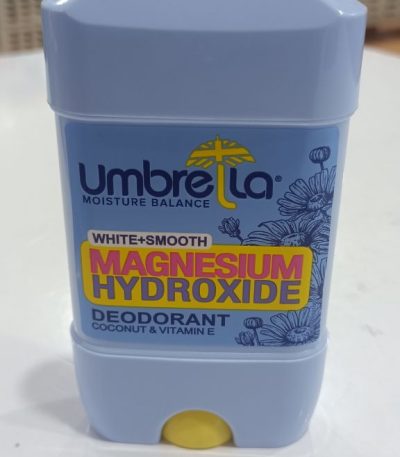 umbrella®
MOISTURE BALANCE
WHITE+SMOOTH
MAGNESIUM
HYDROXIDE
DEODORANT
COCONUT & VITAMIN E